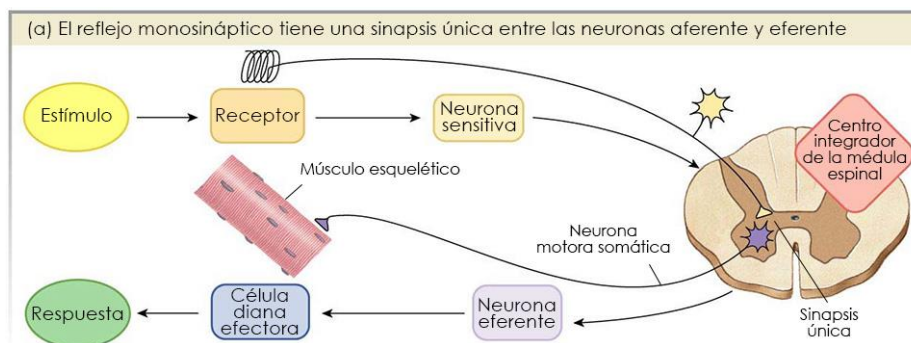 (a) El reflejo monosináptico tiene una sinapsis única entre las neuronas aferente y eferente
Estímulo
Receptor
Neurona
sensitiva
Centro
integrador
de la médula
espinal
Músculo esquelético
Neurona
motora somática
Sinapsis
única
Respuesta
Célula
diana
efectora
Neurona
eferente